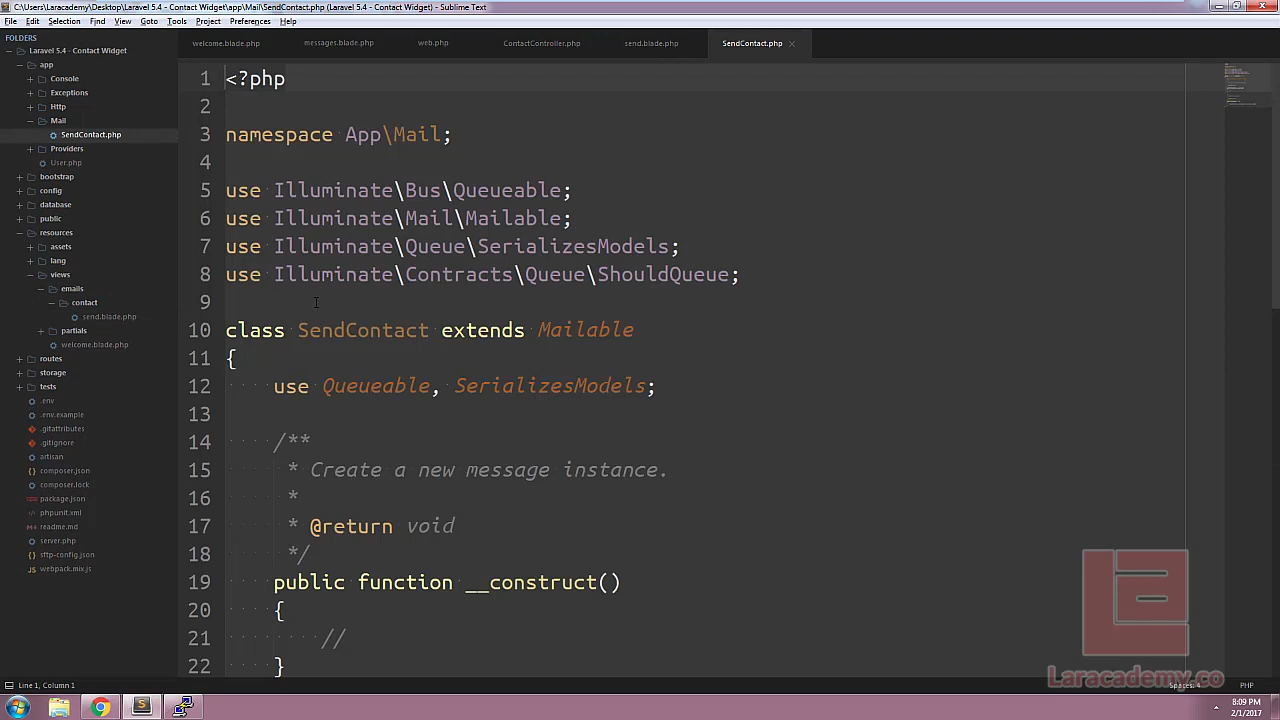 C:\Users\Laracademy\Desktop\Laravel 5.4 - Contact Widget\app\Mail\SendContact.php (Laravel 5.4 - Contact Widget) - Sublime Text
File Edit Selection Find View Goto Tools Project Preferences Help
FOLDERS
Laravel 5.4 - Contact Widget
app
Console
Exceptions
Http
Mail
SendContact.php
Providers
User.php
bootstrap
config
database
public
resources
assets
lang
views
emails
contact
send.blade.php
partials
welcome.blade.php
routes
storage
tests
.env
.env.example
.gitattributes
.gitignore
artisan
composer.json
composer.lock
package.json
phpunit.xml
readme.md
server.php
sftp-config.json
webpack.mix.js
welcome.blade.php messages.blade.php web.php ContactController.php send.blade.php SendContact.php
1 <?php
2
3 namespace App\Mail;
4
5 use Illuminate\Bus\Queueable;
6 use Illuminate\Mail\Mailable;
7 use Illuminate\Queue\SerializesModels;
8 use Illuminate\Contracts\Queue\ShouldQueue;
9
10 class SendContact extends Mailable
11 {
12 use Queueable, SerializesModels;
13
14 /**
15 * Create a new message instance.
16 *
17 * @return void
18 */
19 public function __construct()
20 {
21 //
22 }
Laracademy.co
Line 1, Column 1
Spaces: 4
PHP
8:09 PM
2/1/2017